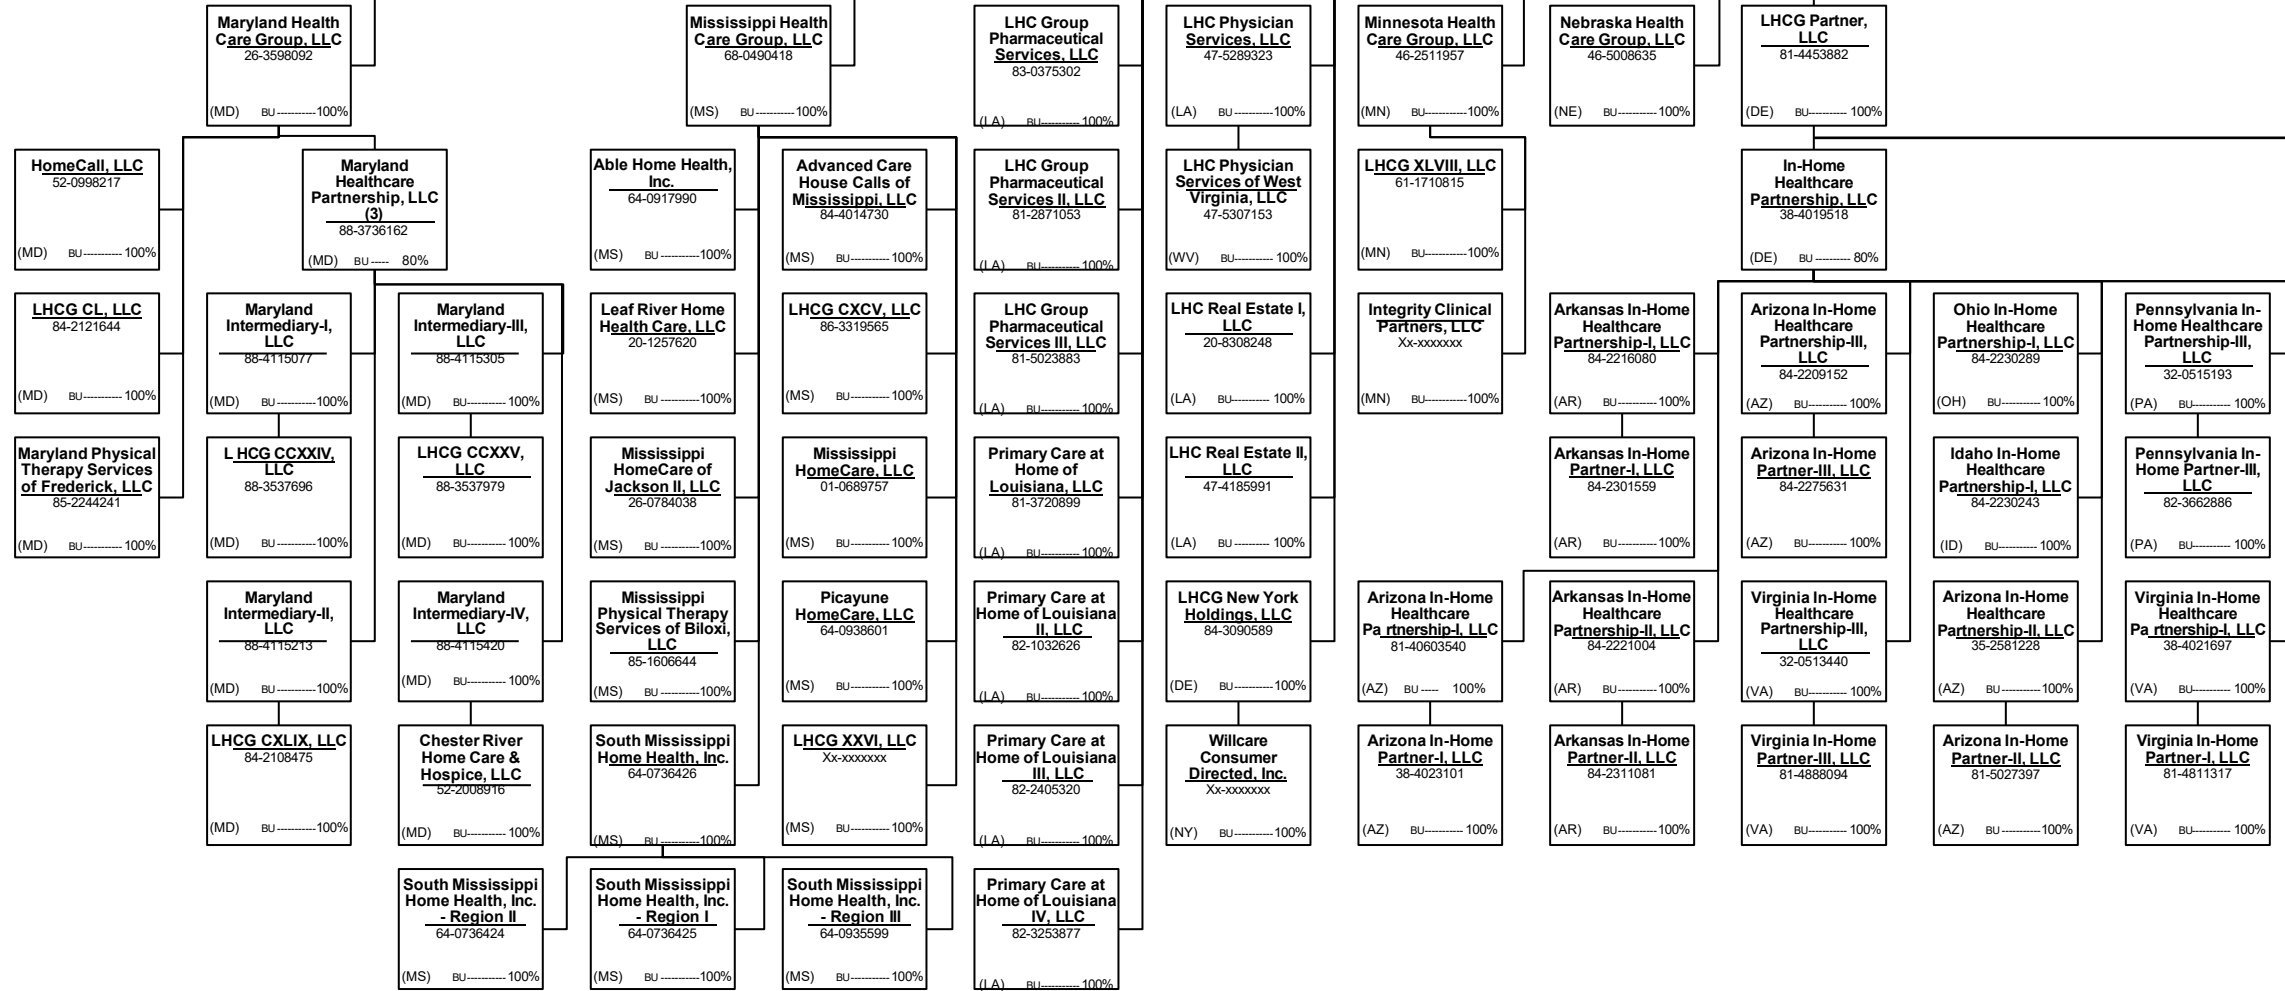 Maryland Health
Care Group, LLC
26-3598092
(MD) BU-----------100%
Mississippi Health
Care Group, LLC
68-0490418
(MS) BU-----------100%
LHC Group
Pharmaceutical
Services, LLC
83-0375302
(LA) BU-----------100%
LHC Physician
Services, LLC
47-5289323
(LA) BU-----------100%
Minnesota Health
Care Group, LLC
46-2511957
(MN) BU-----------100%
Nebraska Health
Care Group, LLC
46-5008635
(NE) BU-----------100%
LHCG Partner,
LLC
81-4453882
(DE) BU----------- 100%
HomeCall, LLC
52-0998217
(MD) BU----------- 100%
Maryland
Healthcare
Partnership, LLC
(3)
88-3736162
(MD) BU----- 80%
Able Home Health,
Inc.
64-0917990
(MS) BU-----------100%
Advanced Care
House Calls of
Mississippi, LLC
84-4014730
(MS) BU-----------100%
LHC Group
Pharmaceutical
Services II, LLC
81-2871053
(LA) BU-----------100%
LHC Physician
Services of West
Virginia, LLC
47-5307153
(WV) BU----------- 100%
LHCG XLVIII, LLC
61-1710815
(MN) BU-----------100%
In-Home
Healthcare
Partnership, LLC
38-4019518
(DE) BU---------- 80%
LHCG CL, LLC
84-2121644
(MD) BU----------- 100%
Maryland
Intermediary-I,
LLC
88-4115077
(MD) BU-----------100%
Maryland
Intermediary-III,
LLC
88-4115305
(MD) BU----------- 100%
Leaf River Home
Health Care, LLC
20-1257620
(MS) BU-----------100%
LHCG CXCV, LLC
86-3319565
(MS) BU-----------100%
LHC Group
Pharmaceutical
Services III, LLC
81-5023883
(LA) BU-----------100%
LHC Real Estate I,
LLC
20-8308248
(LA) BU-----------100%
Integrity Clinical
Partners, LLC
Xx-xxxxxxx
(MN) BU-----------100%
Arkansas In-Home
Healthcare
Partnership-I, LLC
84-2216080
(AR) BU-----------100%
Arizona In-Home
Healthcare
Partnership-III,
LLC
84-2209152
(AZ) BU----------- 100%
Ohio In-Home
Healthcare
Partnership-I, LLC
84-2230289
(OH) BU-----------100%
Pennsylvania In-
Home Healthcare
Partnership-III,
LLC
32-0515193
(PA) BU----------- 100%
Maryland Physical
Therapy Services
of Frederick, LLC
85-2244241
(MD) BU----------- 100%
LHCG CCXXIV,
LLC
88-3537696
(MD) BU-----------100%
LHCG CCXXV,
LLC
88-3537979
(MD) BU----------- 100%
Mississippi
HomeCare of
Jackson II, LLC
26-0784038
(MS) BU-----------100%
Mississippi
HomeCare, LLC
01-0689757
(MS) BU-----------100%
Primary Care at
Home of
Louisiana, LLC
81-3720899
(LA) BU-----------100%
LHC Real Estate II,
LLC
47-4185991
(LA) BU-----------100%
Arkansas In-Home
Partner-I, LLC
84-2301559
(AR) BU-----------100%
Arizona In-Home
Partner-III, LLC
84-2275631
(AZ) BU----------- 100%
Idaho In-Home
Healthcare
Partnership-I, LLC
84-2230243
(ID) BU----------- 100%
Pennsylvania In-
Home Partner-III,
LLC
82-3662886
(PA) BU----------- 100%
Maryland
Intermediary-II,
LLC
88-4115213
(MD) BU-----------100%
Maryland
Intermediary-IV,
LLC
88-4115420
(MD) BU----------- 100%
Mississippi
Physical Therapy
Services of Biloxi,
LLC
85-1606644
(MS) BU-----------100%
Picayune
HomeCare, LLC
64-0938601
(MS) BU-----------100%
Primary Care at
Home of Louisiana
II, LLC
82-1032626
(LA) BU-----------100%
LHCG New York
Holdings, LLC
84-3090589
(DE) BU-----------100%
Arizona In-Home
Healthcare
Partnership-I, LLC
81-40603540
(AZ) BU----- 100%
Arkansas In-Home
Healthcare
Partnership-II, LLC
84-2221004
(AR) BU-----------100%
Virginia In-Home
Healthcare
Partnership-III,
LLC
32-0513440
(VA) BU----------- 100%
Arizona In-Home
Healthcare
Partnership-II, LLC
35-2581228
(AZ) BU-----------100%
Virginia In-Home
Healthcare
Partnership-I, LLC
38-4021697
(VA) BU----------- 100%
LHCG CXLIX, LLC
84-2108475
(MD) BU-----------100%
Chester River
Home Care &
Hospice, LLC
52-2008916
(MD) BU----------- 100%
South Mississippi
Home Health, Inc.
64-0736426
(MS) BU-----------100%
LHCG XXVI, LLC
Xx-xxxxxxx
(MS) BU-----------100%
Primary Care at
Home of Louisiana
III, LLC
82-2405320
(LA) BU-----------100%
Willcare
Consumer
Directed, Inc.
Xx-xxxxxxx
(NY) BU-----------100%
Arizona In-Home
Partner-I, LLC
38-4023101
(AZ) BU----------- 100%
Arkansas In-Home
Partner-II, LLC
84-2311081
(AR) BU-----------100%
Virginia In-Home
Partner-III, LLC
81-4888094
(VA) BU----------- 100%
Arizona In-Home
Partner-II, LLC
81-5027397
(AZ) BU-----------100%
Virginia In-Home
Partner-I, LLC
81-4811317
(VA) BU----------- 100%
South Mississippi
Home Health, Inc.
- Region II
64-0736424
(MS) BU----------- 100%
South Mississippi
Home Health, Inc.
- Region I
64-0736425
(MS) BU-----------100%
South Mississippi
Home Health, Inc.
- Region III
64-0935599
(MS) BU-----------100%
Primary Care at
Home of Louisiana
IV, LLC
82-3253877
(LA) BU-----------100%